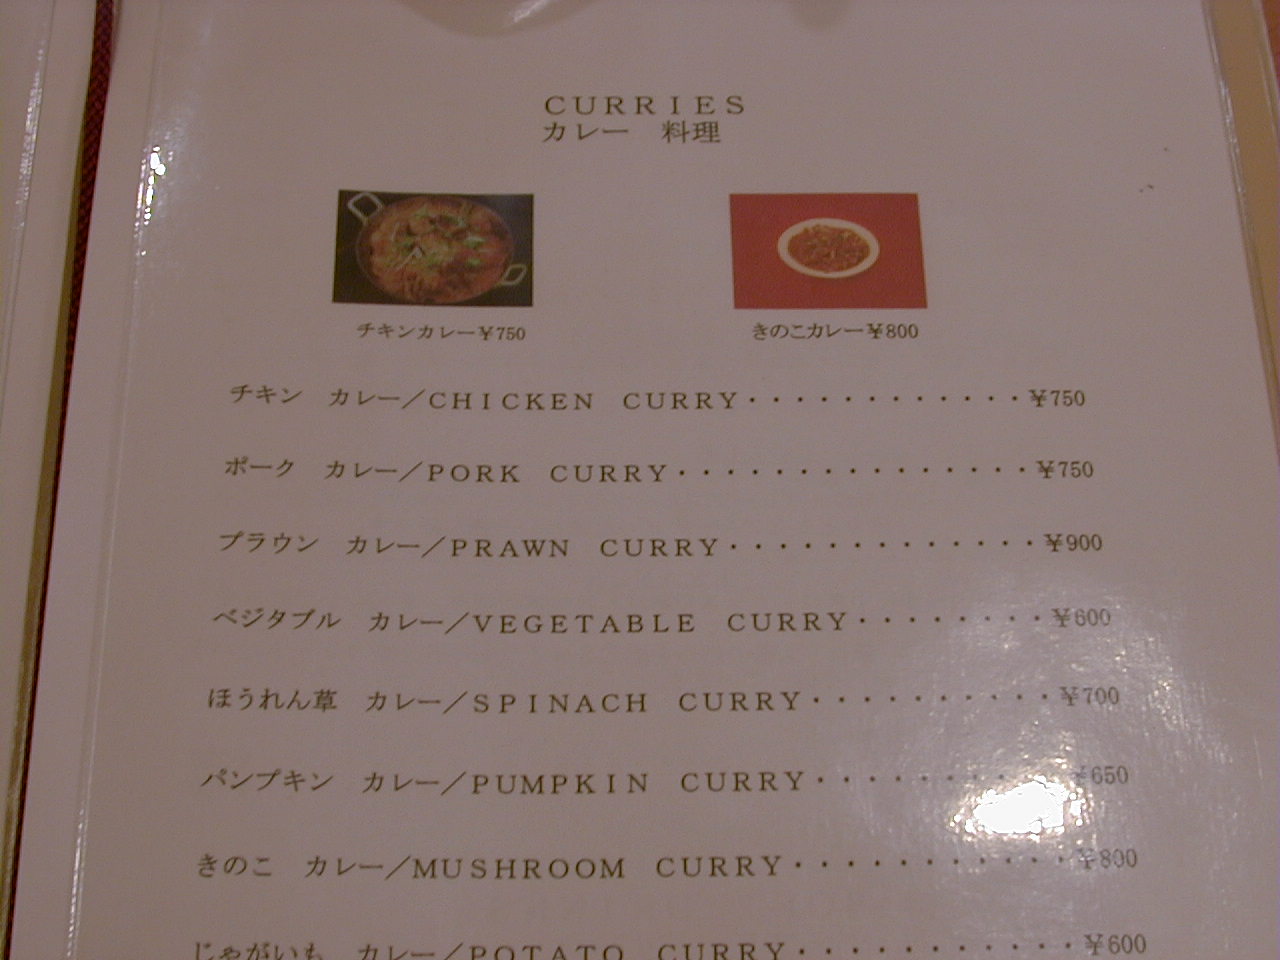 CURRIES
カレー 料理
チキンカレー¥750
きのこカレー¥800
チキン カレー／CHICKEN CURRY・・・・・・・・・・・・¥750
ポーク カレー／PORK CURRY・・・・・・・・・・・・・・・¥750
プラウン カレー／PRAWN CURRY・・・・・・・・・・・・・¥900
ベジタブル カレー／VEGETABLE CURRY・・・・・・・・¥600
ほうれん草 カレー／SPINACH CURRY・・・・・・・・・・¥700
パンプキン カレー／PUMPKIN CURRY・・・・・・・・・・¥650
きのこ カレー／MUSHROOM CURRY・・・・・・・・・・・¥800
じゃがいも カレー／POTATO CURRY・・・・・・・・・・・¥600